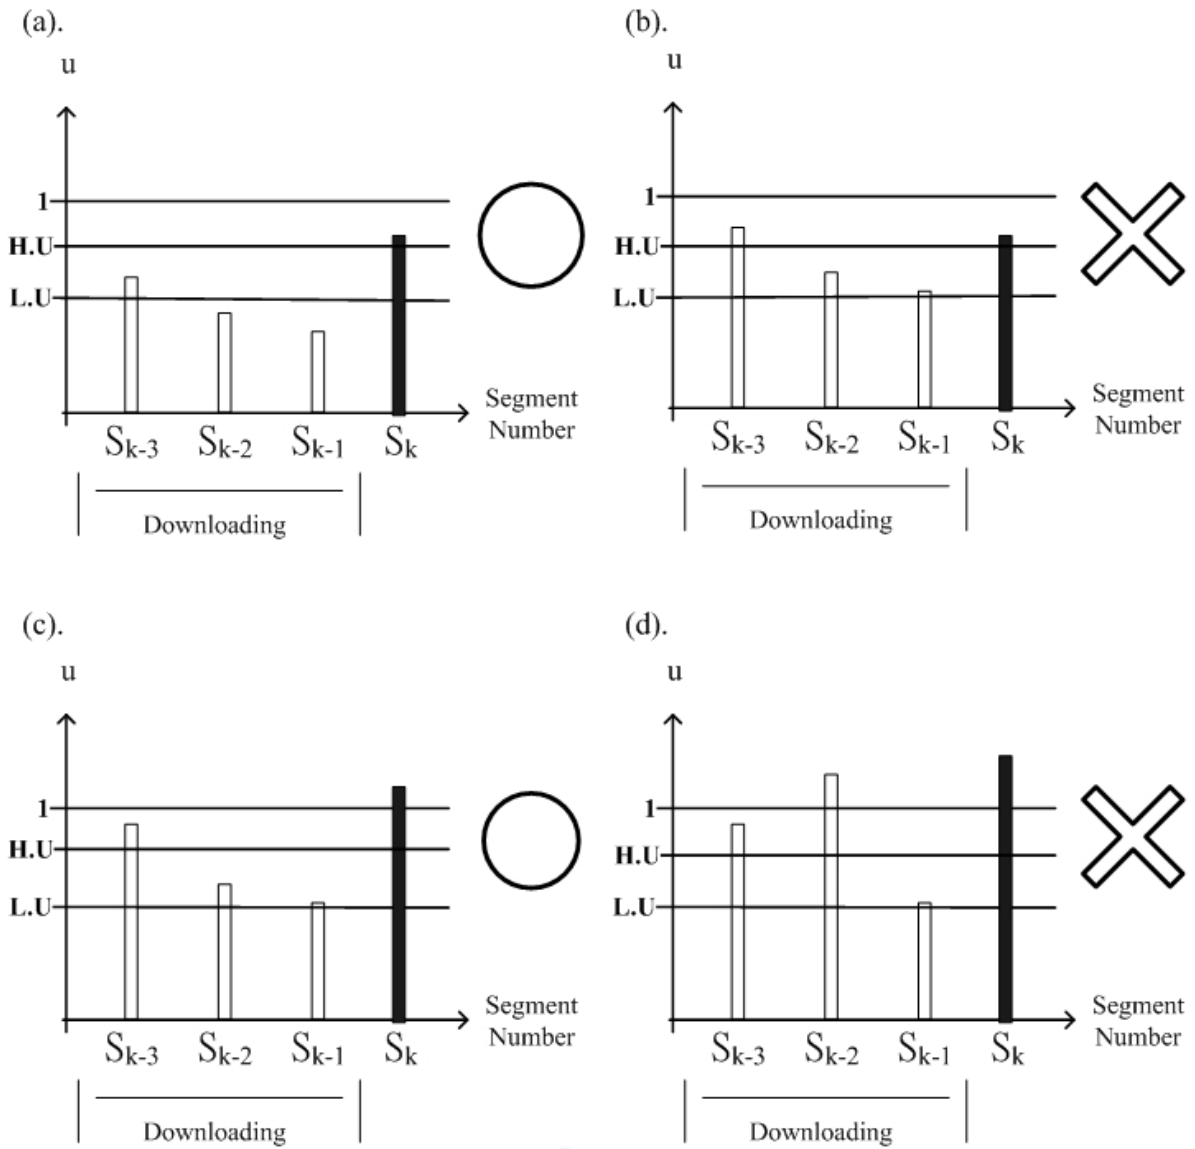 (a).
u
1
H.U
L.U
Segment
Number
Sk-3 Sk-2 Sk-1 Sk
Downloading
(b).
u
1
H.U
L.U
Segment
Number
Sk-3 Sk-2 Sk-1 Sk
Downloading
(c).
u
1
H.U
L.U
Segment
Number
Sk-3 Sk-2 Sk-1 Sk
Downloading
(d).
u
1
H.U
L.U
Segment
Number
Sk-3 Sk-2 Sk-1 Sk
Downloading